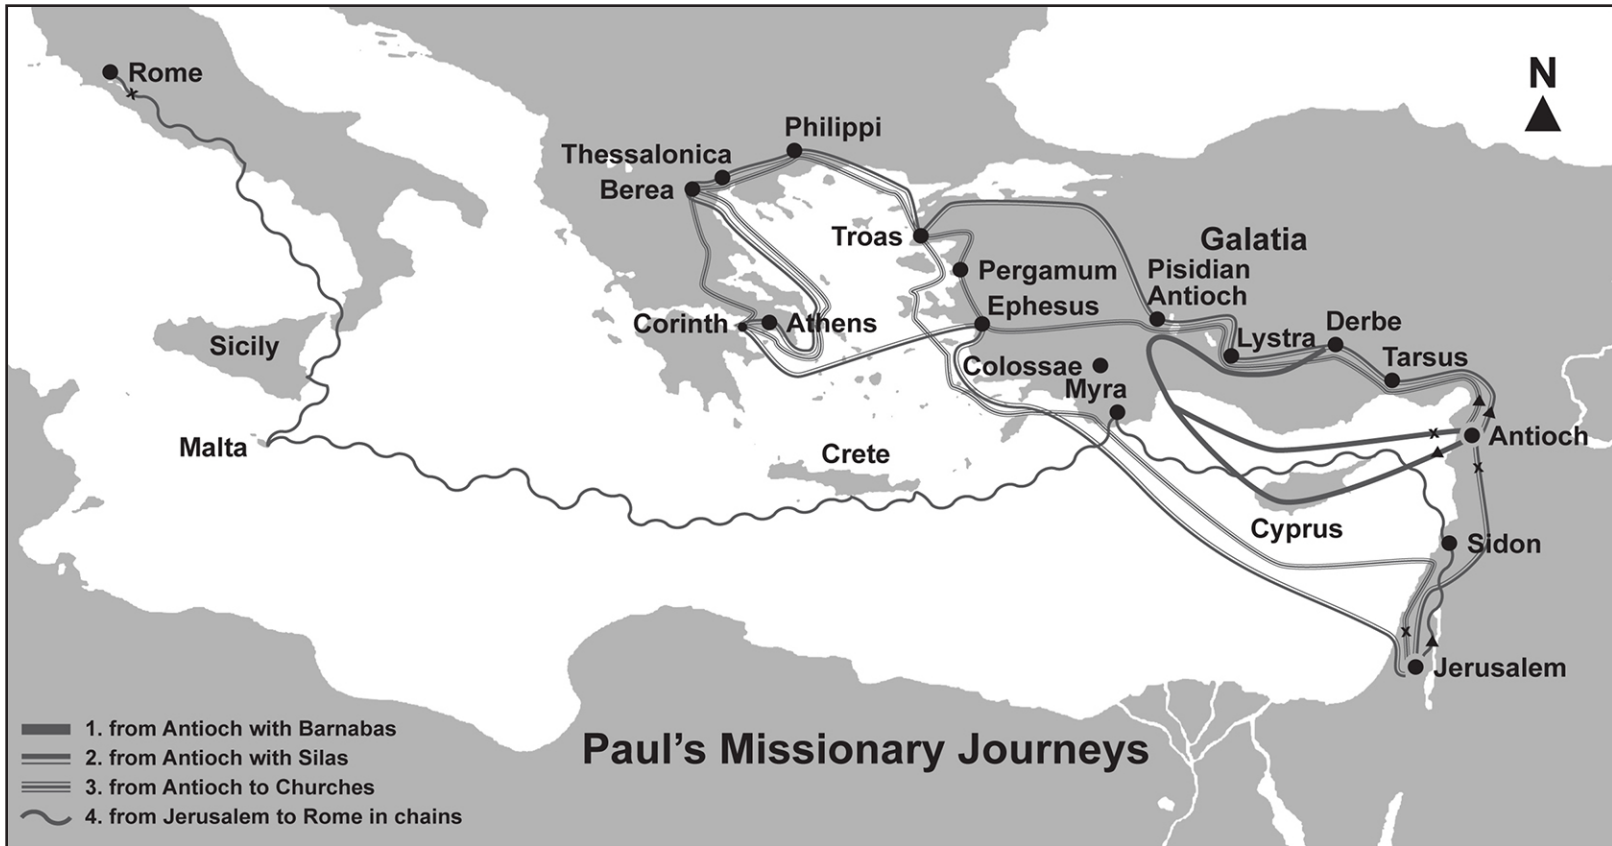 Rome
N
Philippi
Thessalonica
Berea
Troas
Galatia
Pergamum
Pisidian
Antioch
Ephesus
Corinth
Athens
Lystra
Derbe
Sicily
Colossae
Tarsus
Myra
Malta
Crete
Antioch
Cyprus
Sidon
Jerusalem
1. from Antioch with Barnabas
2. from Antioch with Silas
3. from Antioch to Churches
4. from Jerusalem to Rome in chains
Paul's Missionary Journeys